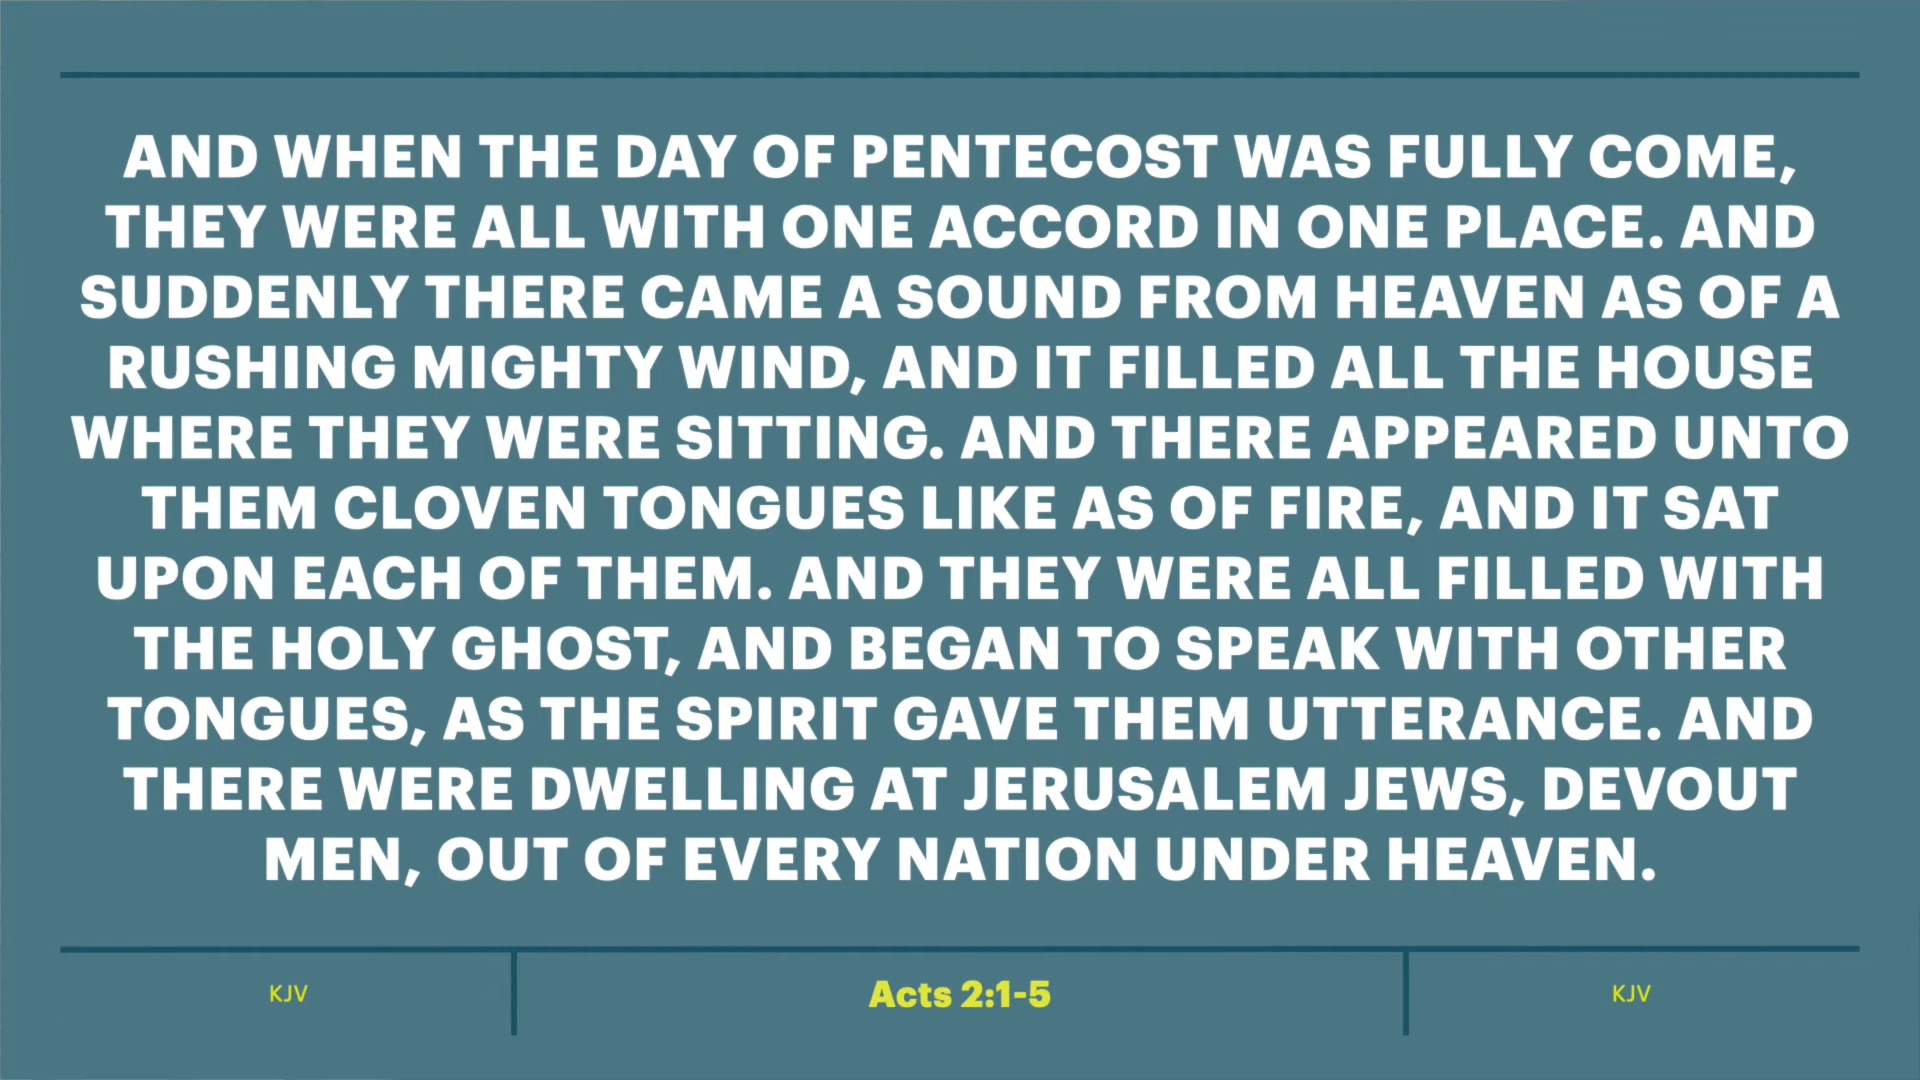 AND WHEN THE DAY OF PENTECOST WAS FULLY COME,
THEY WERE ALL WITH ONE ACCORD IN ONE PLACE. AND
SUDDENLY THERE CAME A SOUND FROM HEAVEN AS OF A
RUSHING MIGHTY WIND, AND IT FILLED ALL THE HOUSE
WHERE THEY WERE SITTING. AND THERE APPEARED UNTO
THEM CLOVEN TONGUES LIKE AS OF FIRE, AND IT SAT
UPON EACH OF THEM. AND THEY WERE ALL FILLED WITH
THE HOLY GHOST, AND BEGAN TO SPEAK WITH OTHER
TONGUES, AS THE SPIRIT GAVE THEM UTTERANCE. AND
THERE WERE DWELLING AT JERUSALEM JEWS, DEVOUT
MEN, OUT OF EVERY NATION UNDER HEAVEN.
KJV
Acts 2:1-5
KJV